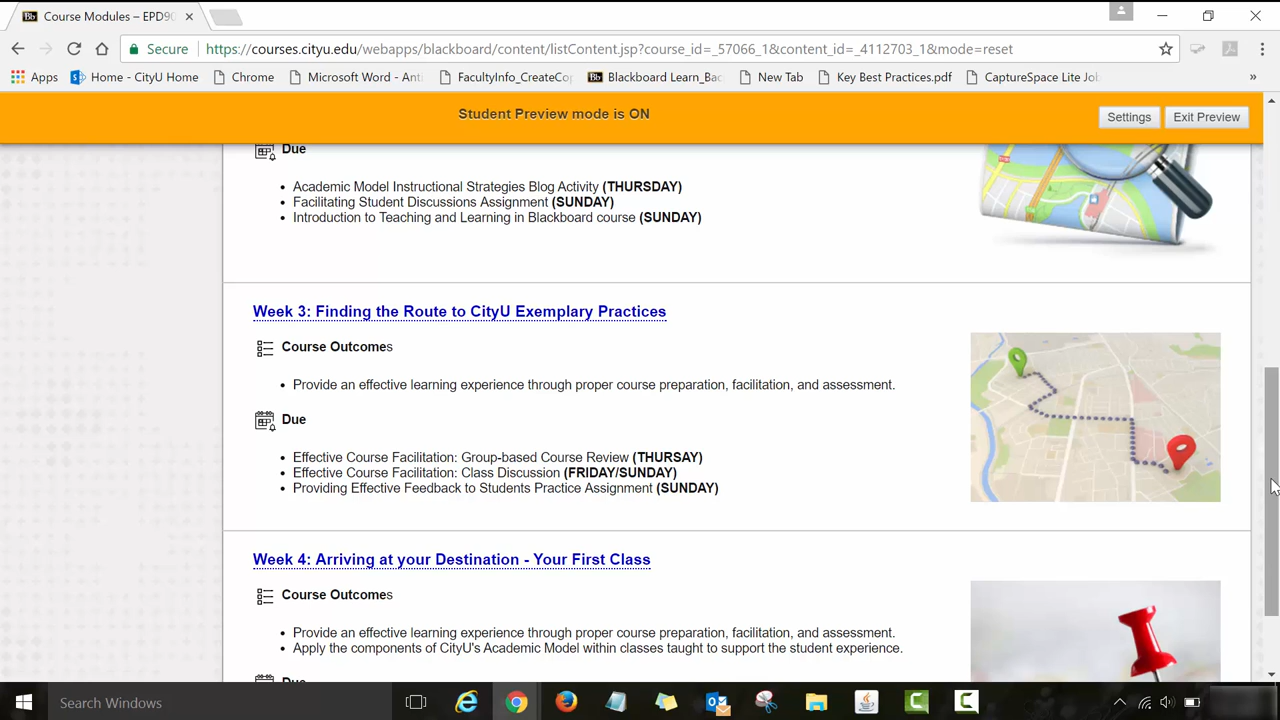 Course Modules – EPD90
Secure
https://courses.cityu.edu/webapps/blackboard/content/listContent.jsp?course_id=_57066_1&content_id=_4112703_1&mode=reset
Apps
Home - CityU Home
Chrome
Microsoft Word - Anti
FacultyInfo_CreateCo
Blackboard Learn_Ba
New Tab
Key Best Practices.pdf
CaptureSpace Lite Jo
»
Student Preview mode is ON
Settings
Exit Preview
Due
• Academic Model Instructional Strategies Blog Activity (THURSDAY)
• Facilitating Student Discussions Assignment (SUNDAY)
• Introduction to Teaching and Learning in Blackboard course (SUNDAY)
Week 3: Finding the Route to CityU Exemplary Practices
Course Outcomes
• Provide an effective learning experience through proper course preparation, facilitation, and assessment.
Due
• Effective Course Facilitation: Group-based Course Review (THURSAY)
• Effective Course Facilitation: Class Discussion (FRIDAY/SUNDAY)
• Providing Effective Feedback to Students Practice Assignment (SUNDAY)
Week 4: Arriving at your Destination - Your First Class
Course Outcomes
• Provide an effective learning experience through proper course preparation, facilitation, and assessment.
• Apply the components of CityU's Academic Model within classes taught to support the student experience.
Due
Search Windows